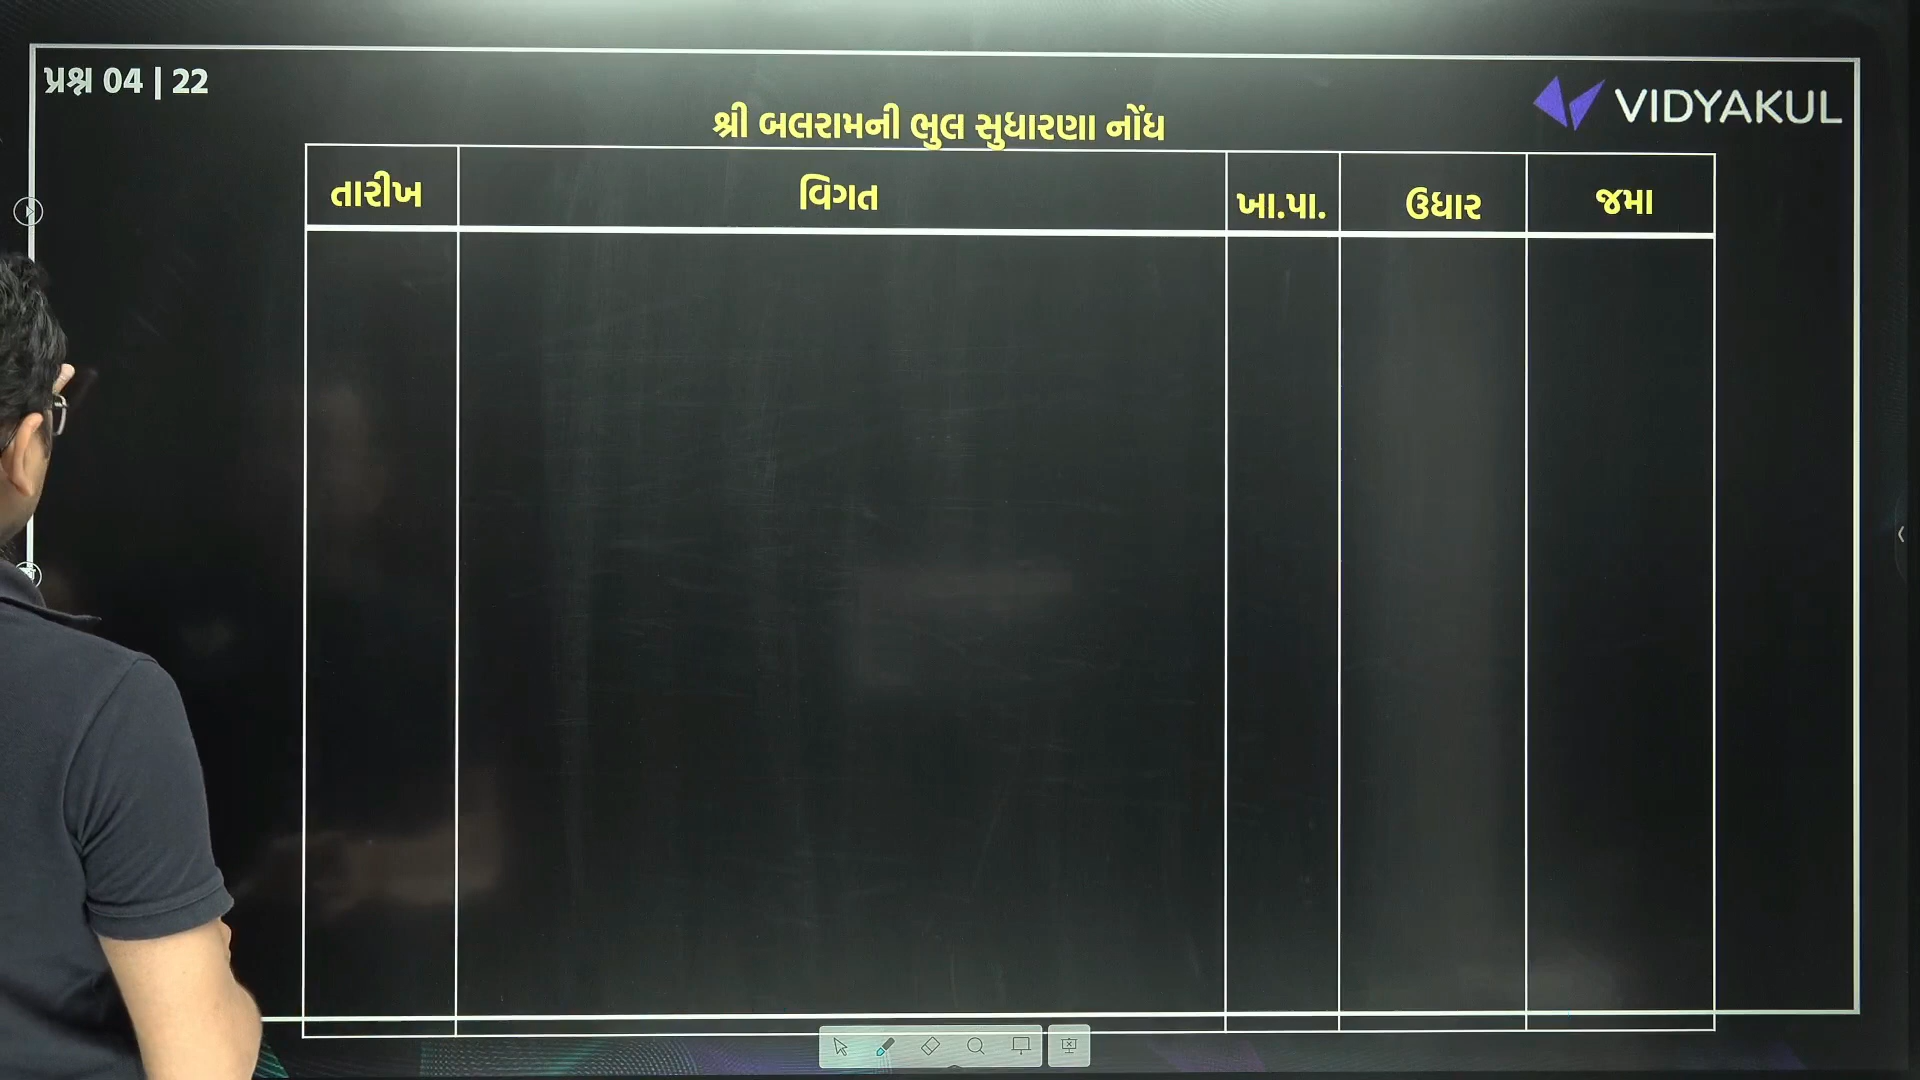 પ્રશ્ન 04 | 22
VIDYAKUL
શ્રી બલરામની ભુલ સુધારણા નોંધ
તારીખ વિગત ખા.પા. ઉધાર જમા